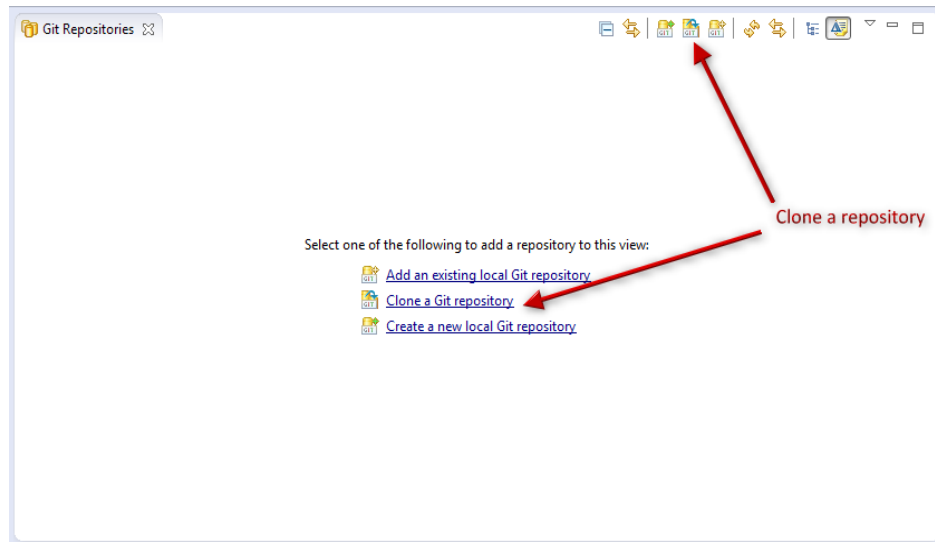 Git Repositories
Clone a repository
Select one of the following to add a repository to this view:
Add an existing local Git repository
Clone a Git repository
Create a new local Git repository